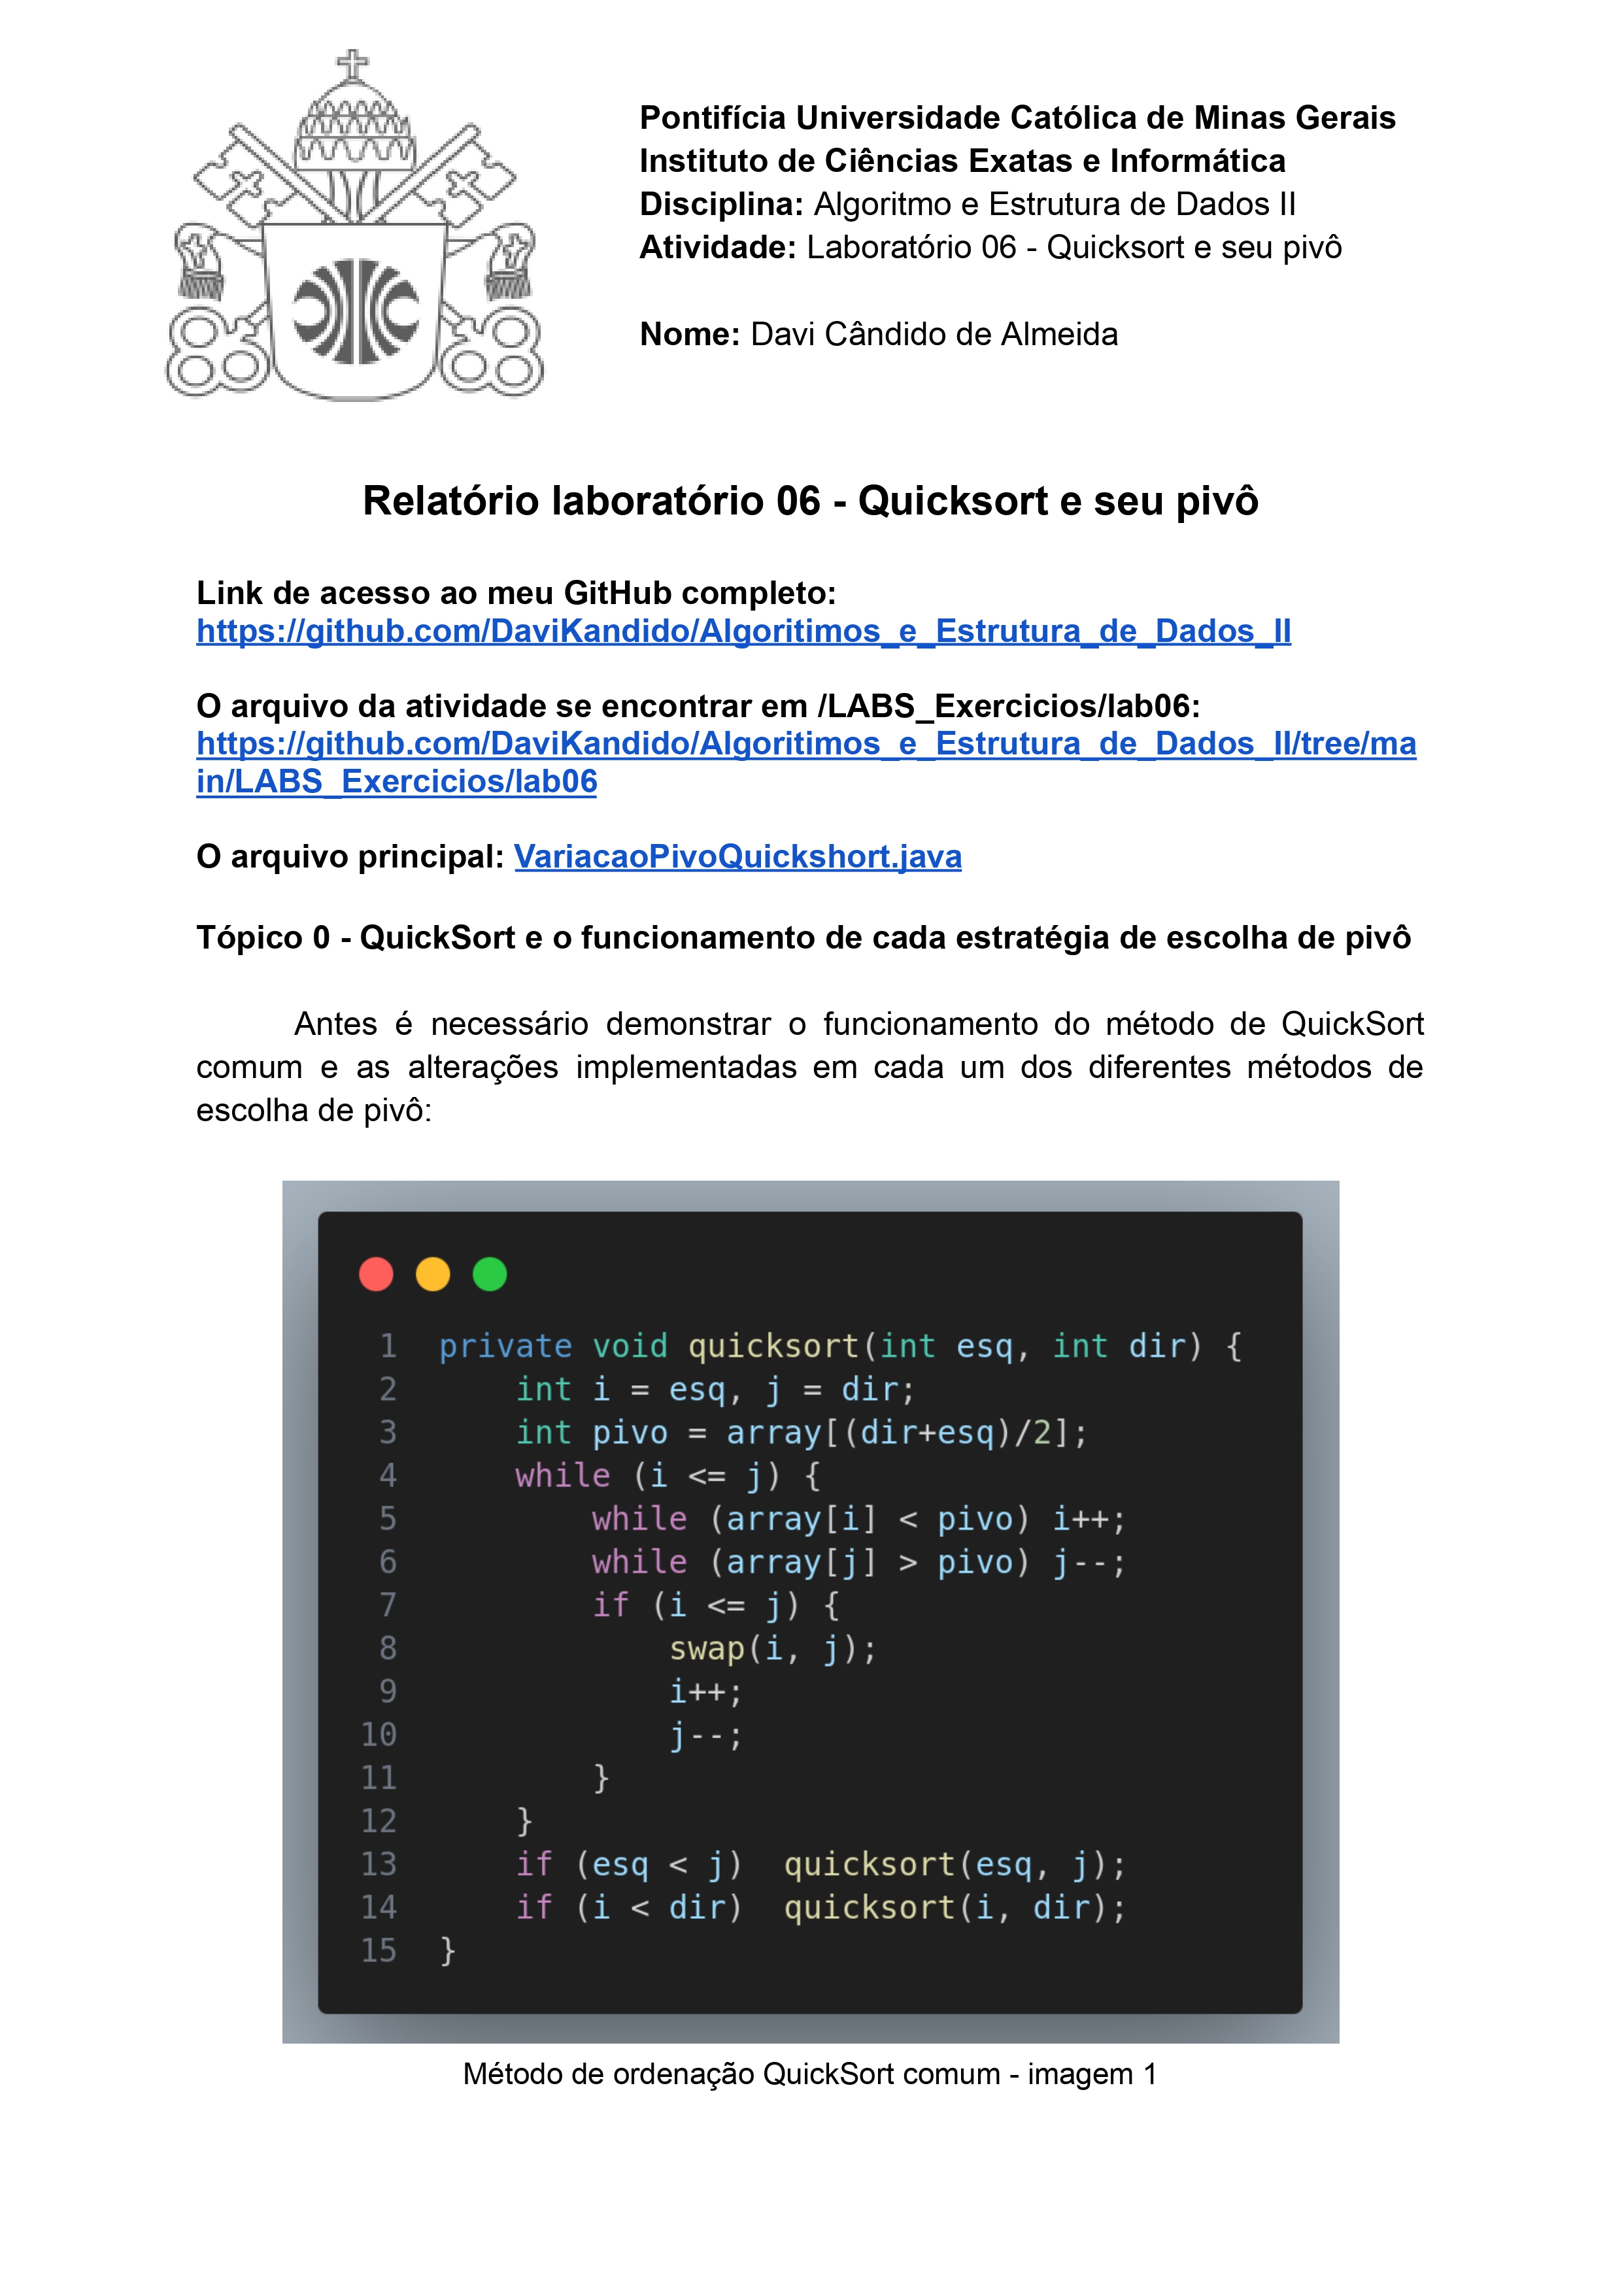 Pontifícia Universidade Católica de Minas Gerais
Instituto de Ciências Exatas e Informática
Disciplina: Algoritmo e Estrutura de Dados II
Atividade: Laboratório 06 - Quicksort e seu pivô
Nome: Davi Cândido de Almeida
Relatório laboratório 06 - Quicksort e seu pivô
Link de acesso ao meu GitHub completo:
https://github.com/DaviKandido/Algoritimos_e_Estrutura_de_Dados_II
O arquivo da atividade se encontrar em /LABS_Exercicios/lab06:
https://github.com/DaviKandido/Algoritimos_e_Estrutura_de_Dados_II/tree/ma
in/LABS_Exercicios/lab06
O arquivo principal: VariacaoPivoQuickshort.java
Tópico 0 - QuickSort e o funcionamento de cada estratégia de escolha de pivô
Antes é necessário demonstrar o funcionamento do método de QuickSort
comum e as alterações implementadas em cada um dos diferentes métodos de
escolha de pivô:
1 private void quicksort(int esq, int dir) {
2     int i = esq, j = dir;
3     int pivo = array[(dir+esq)/2];
4     while (i <= j) {
5         while (array[i] < pivo) i++;
6         while (array[j] > pivo) j--;
7         if (i <= j) {
8             swap(i, j);
9             i++;
10             j--;
11         }
12     }
13     if (esq < j)  quicksort(esq, j);
14     if (i < dir)  quicksort(i, dir);
15 }
Método de ordenação QuickSort comum - imagem 1